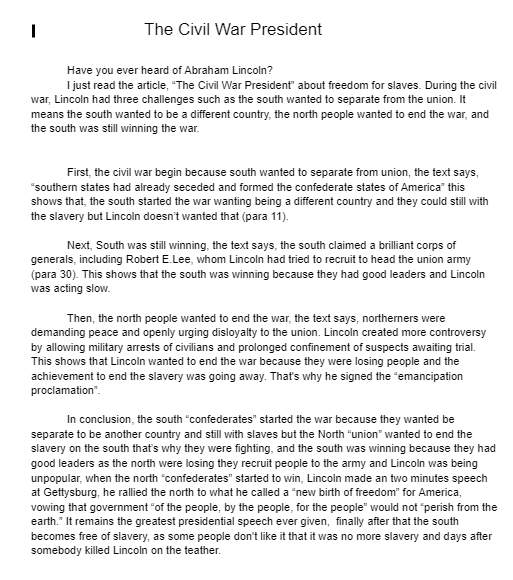 The Civil War President
Have you ever heard of Abraham Lincoln?
I just read the article, “The Civil War President” about freedom for slaves. During the civil
war, Lincoln had three challenges such as the south wanted to separate from the union. It
means the south wanted to be a different country, the north people wanted to end the war, and
the south was still winning the war.
First, the civil war begin because south wanted to separate from union, the text says,
“southern states had already seceded and formed the confederate states of America” this
shows that, the south started the war wanting being a different country and they could still with
the slavery but Lincoln doesn’t wanted that (para 11).
Next, South was still winning, the text says, the south claimed a brilliant corps of
generals, including Robert E.Lee, whom Lincoln had tried to recruit to head the union army
(para 30). This shows that the south was winning because they had good leaders and Lincoln
was acting slow.
Then, the north people wanted to end the war, the text says, northerners were
demanding peace and openly urging disloyalty to the union. Lincoln created more controversy
by allowing military arrests of civilians and prolonged confinement of suspects awaiting trial.
This shows that Lincoln wanted to end the war because they were losing people and the
achievement to end the slavery was going away. That's why he signed the “emancipation
proclamation”.
In conclusion, the south “confederates” started the war because they wanted be
separate to be another country and still with slaves but the North “union” wanted to end the
slavery on the south that’s why they were fighting, and the south was winning because they had
good leaders as the north were losing they recruit people to the army and Lincoln was being
unpopular, when the north “confederates” started to win, Lincoln made an two minutes speech
at Gettysburg, he rallied the north to what he called a “new birth of freedom” for America,
vowing that government “of the people, by the people, for the people” would not “perish from the
earth.” It remains the greatest presidential speech ever given, finally after that the south
becomes free of slavery, as some people don't like it that it was no more slavery and days after
somebody killed Lincoln on the teather.